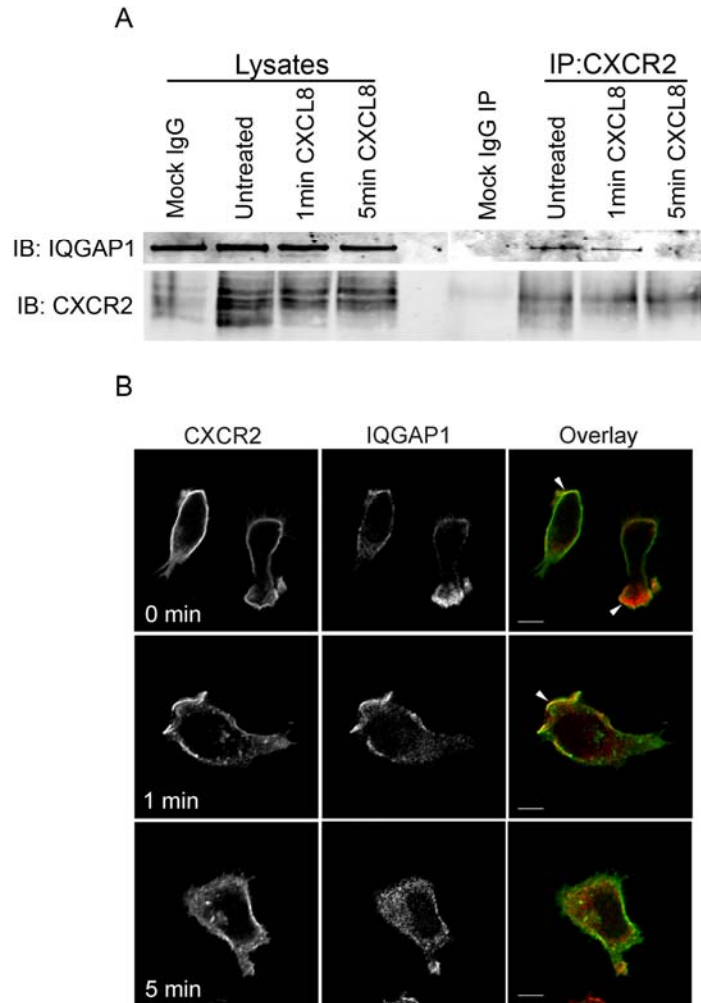 A
Lysates
IP:CXCR2
Mock IgG
Untreated
1min CXCL8
5min CXCL8
Mock IgG IP
Untreated
1min CXCL8
5min CXCL8
IB: IQGAP1
IB: CXCR2
B
CXCR2
IQGAP1
Overlay
0 min
1 min
5 min